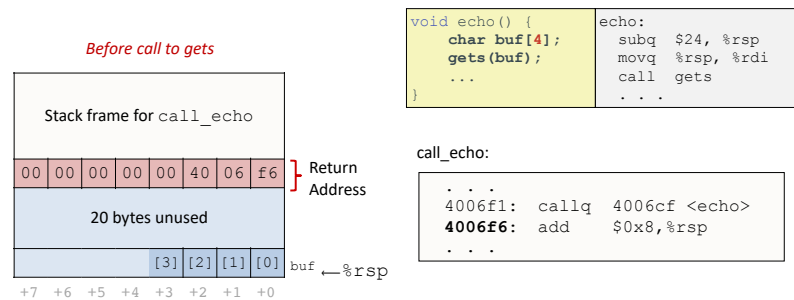 Before call to gets
Stack frame for call_echo
00 00 00 00 00 40 06 f6
Return
Address
20 bytes unused
[3] [2] [1] [0]
buf ←%rsp
+7 +6 +5 +4 +3 +2 +1 +0
void echo() {
char buf[4];
gets(buf);
...
}
echo:
subq $24, %rsp
movq %rsp, %rdi
call gets
. . .
call_echo:
. . .
4006f1: callq 4006cf <echo>
4006f6: add $0x8,%rsp
. . .